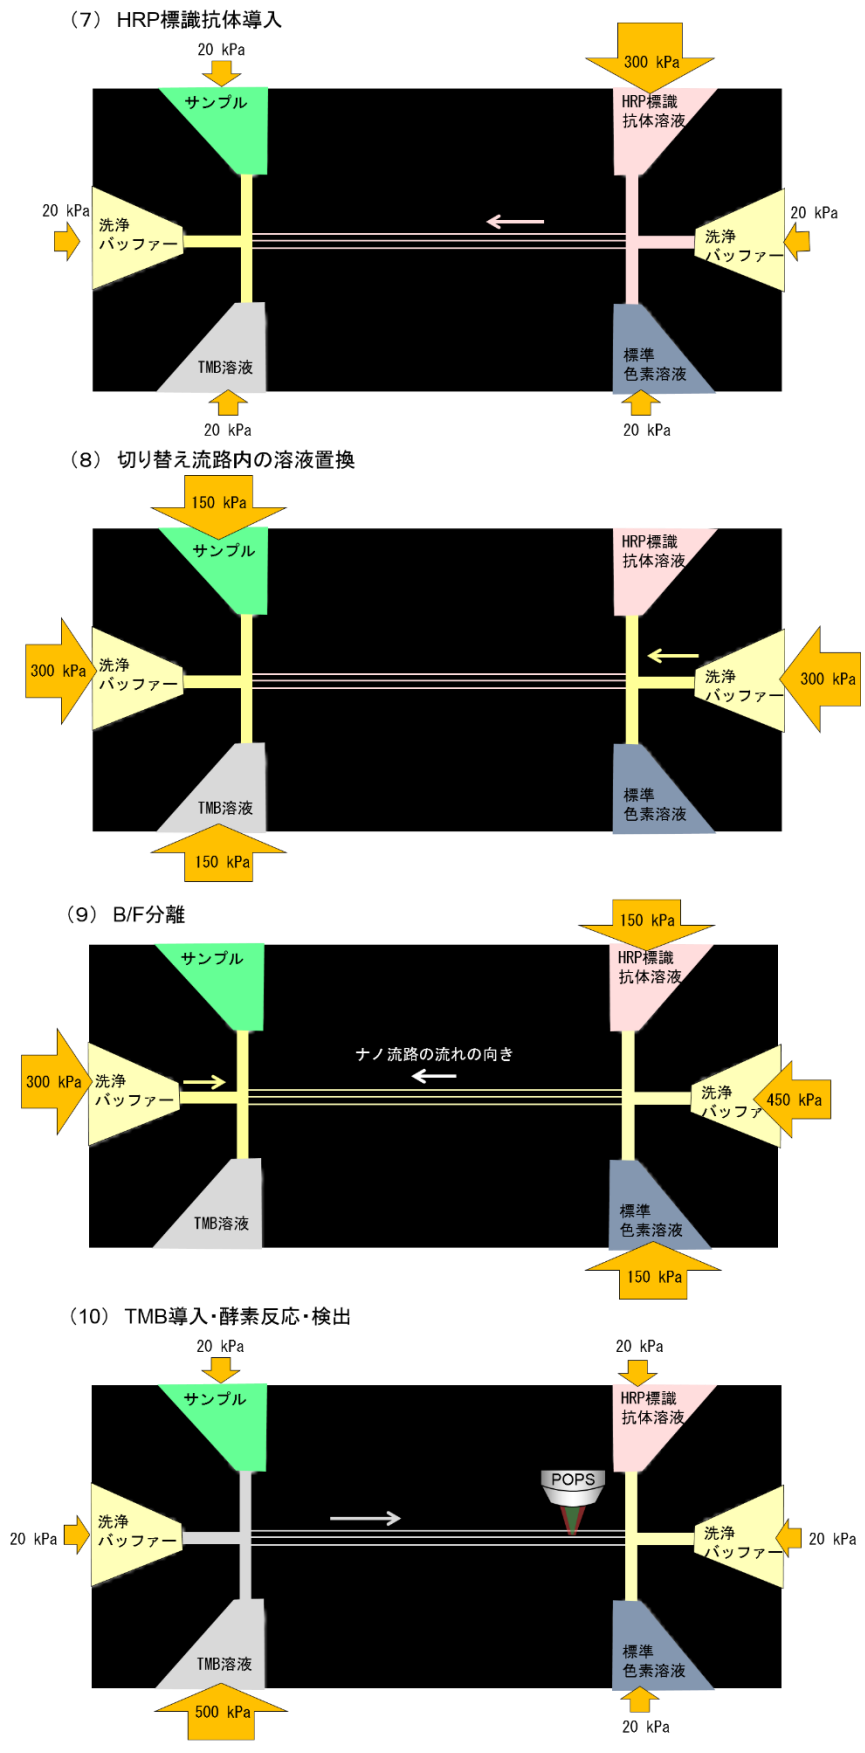 （7） HRP標識抗体導入
20 kPa
300 kPa
サンプル
HRP標識
抗体溶液
20 kPa
洗浄
バッファー
20 kPa
洗浄
バッファー
TMB溶液
標準
色素溶液
20 kPa
20 kPa
（8） 切り替え流路内の溶液置換
150 kPa
サンプル
HRP標識
抗体溶液
300 kPa
洗浄
バッファー
洗浄
バッファー
300 kPa
TMB溶液
標準
色素溶液
150 kPa
（9） B/F分離
150 kPa
サンプル
HRP標識
抗体溶液
ナノ流路の流れの向き
300 kPa
洗浄
バッファー
洗浄
バッファー
450 kPa
TMB溶液
標準
色素溶液
150 kPa
（10） TMB導入・酵素反応・検出
20 kPa
20 kPa
サンプル
HRP標識
抗体溶液
POPS
20 kPa
洗浄
バッファー
洗浄
バッファー
20 kPa
TMB溶液
標準
色素溶液
500 kPa
20 kPa